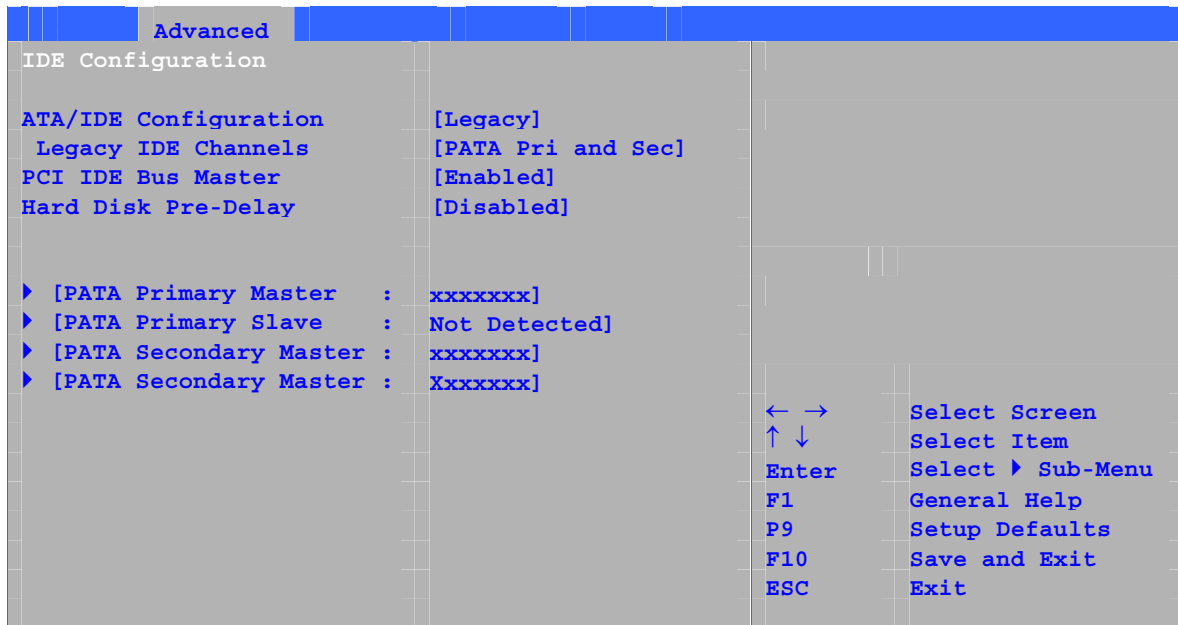 Advanced
IDE Configuration
ATA/IDE Configuration [Legacy]
Legacy IDE Channels [PATA Pri and Sec]
PCI IDE Bus Master [Enabled]
Hard Disk Pre-Delay [Disabled]
[PATA Primary Master : xxxxxxx]
[PATA Primary Slave : Not Detected]
[PATA Secondary Master : xxxxxxx]
[PATA Secondary Master : Xxxxxxx]
← → Select Screen
↑ ↓ Select Item
Enter Select ▶ Sub-Menu
F1 General Help
P9 Setup Defaults
F10 Save and Exit
ESC Exit